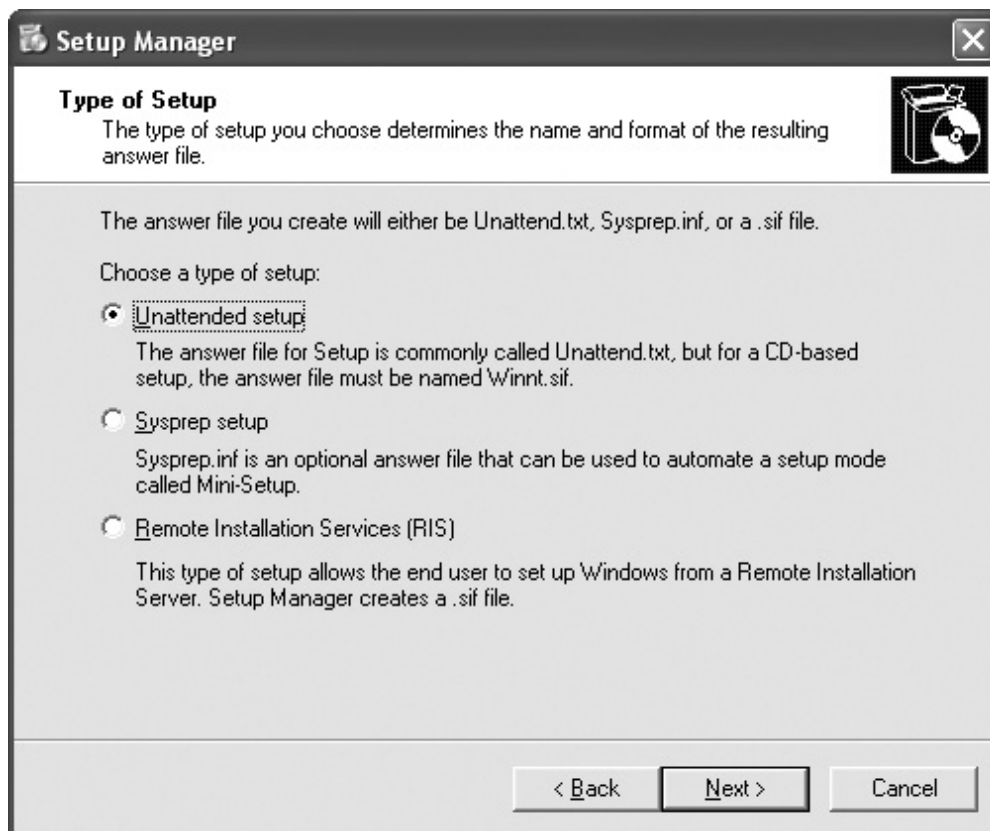 Setup Manager
Type of Setup
The type of setup you choose determines the name and format of the resulting
answer file.
The answer file you create will either be Unattend.txt, Sysprep.inf, or a .sif file.
Choose a type of setup:
Unattended setup
The answer file for Setup is commonly called Unattend.txt, but for a CD-based
setup, the answer file must be named Winnt.sif.
Sysprep setup
Sysprep.inf is an optional answer file that can be used to automate a setup mode
called Mini-Setup.
Remote Installation Services (RIS)
This type of setup allows the end user to set up Windows from a Remote Installation
Server. Setup Manager creates a .sif file.
< Back Next > Cancel